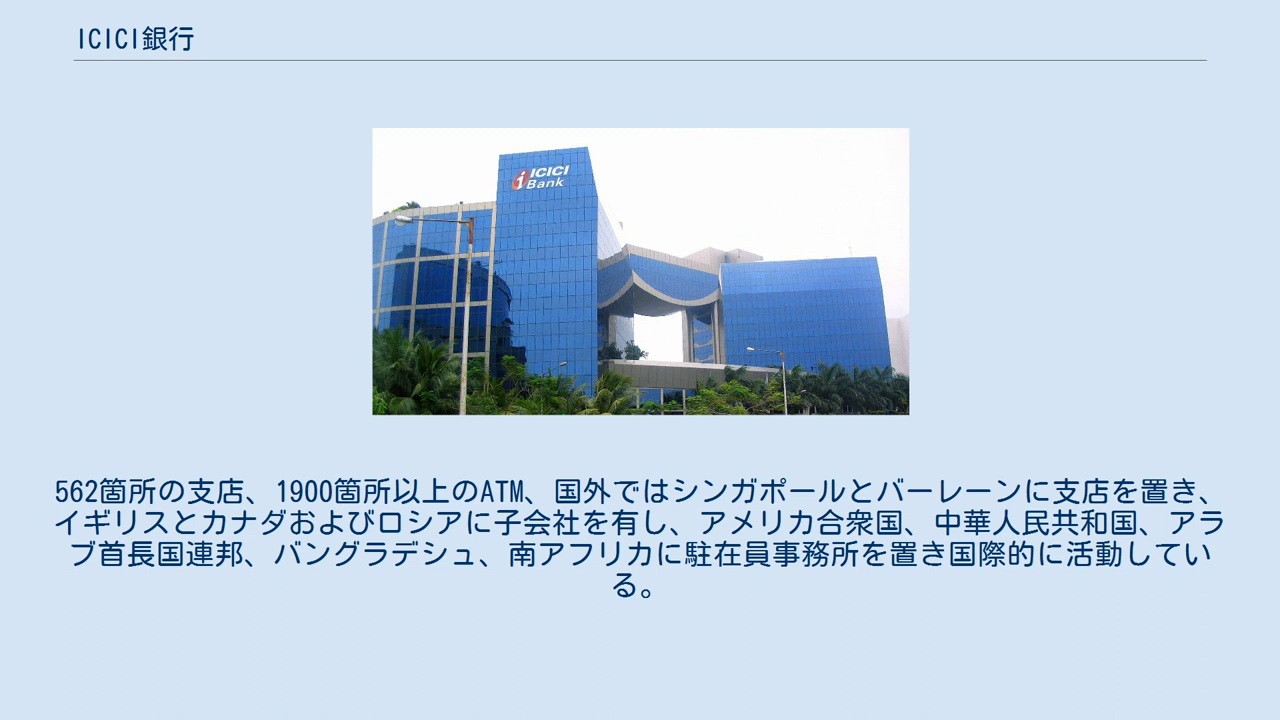 ICICI銀行
ICICI
Bank
562箇所の支店、1900箇所以上のATM、国外ではシンガポールとバーレーンに支店を置き、
イギリスとカナダおよびロシアに子会社を有し、アメリカ合衆国、中華人民共和国、アラ
ブ首長国連邦、バングラデシュ、南アフリカに駐在員事務所を置き国際的に活動してい
る。